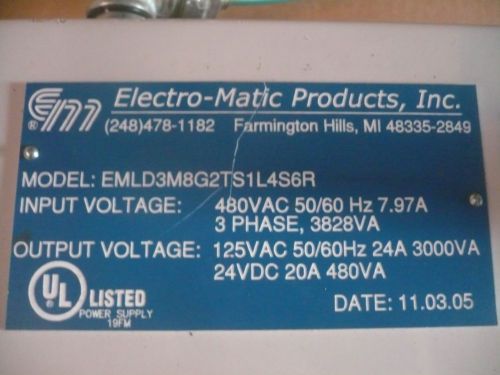 EM Electro-Matic Products, Inc.
® (248)478-1182 Farmington Hills, MI 48335-2849
MODEL: EMLD3M8G2TS1L4S6R
INPUT VOLTAGE: 480VAC 50/60 Hz 7.97A
3 PHASE, 3828VA
OUTPUT VOLTAGE: 125VAC 50/60Hz 24A 3000VA
24VDC 20A 480VA
UL LISTED
POWER SUPPLY
19FM
DATE: 11.03.05